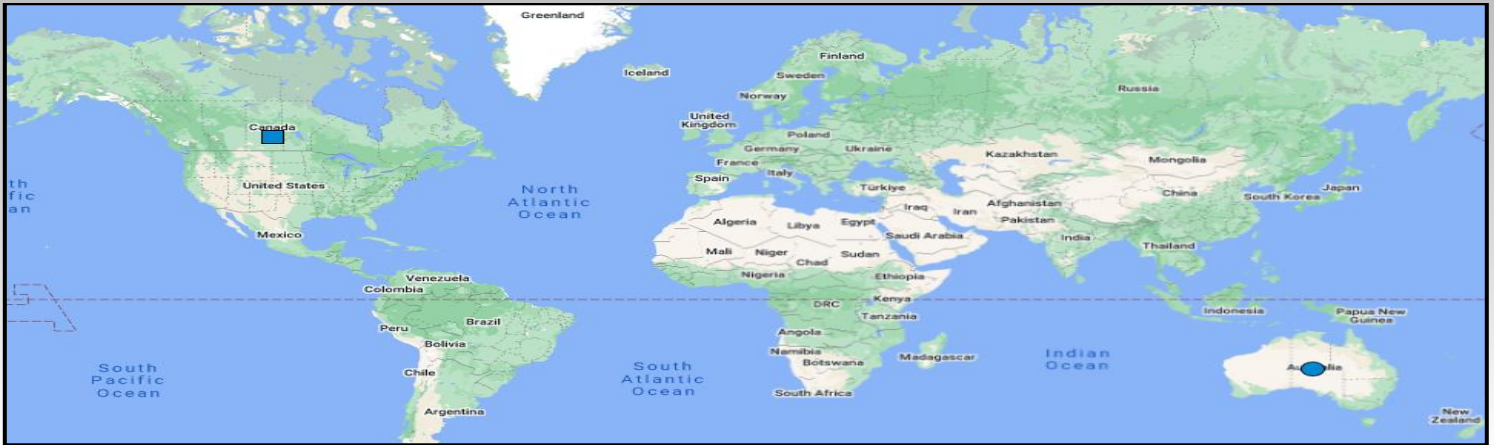 Greenland
Finland
Iceland
Sweden
Russia
Norway
United
Kingdom
Canada
Poland
Germany
Ukraine
France
Kazakhstan
Mongolia
Italy
Spain
United States
Türkiye
Japan
China
South Korea
North
Atlantic
Ocean
th
fic
an
Iraq
Iran
Afghanistan
Pakistan
Algeria
Libya
Egypt
Saudi Arabia
Mexico
India
Thailand
Mali
Niger
Chad
Sudan
Nigeria
Ethiopia
Venezuela
Colombia
DRC
Kenya
Tanzania
Indonesia
Papua New
Guinea
Peru
Brazil
Bolivia
Angola
Namibia
Botswana
Madagascar
Indian
Ocean
South
Pacific
Ocean
Chile
South
Atlantic
Ocean
South Africa
Argentina
New
Zealand